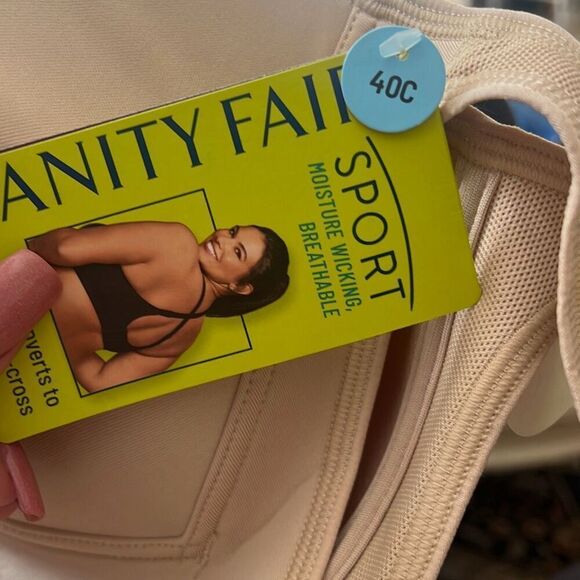 ANITY FAI
40C
SPORT
MOISTURE WICKING,
BREATHABLE
nverts to
-cross